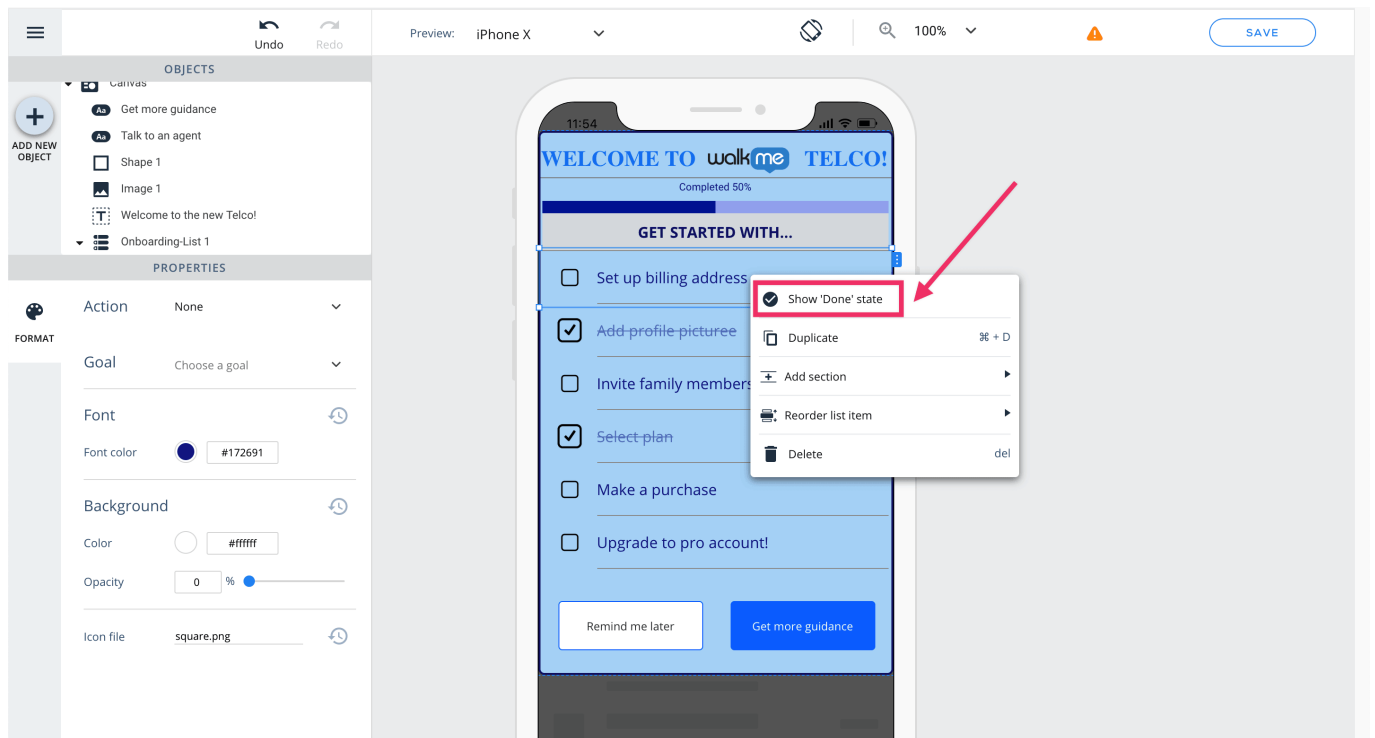 Undo
Redo
Preview:
iPhone X
100%
SAVE
OBJECTS
Canvas
Get more guidance
Talk to an agent
Shape 1
Image 1
Welcome to the new Telco!
Onboarding-List 1
ADD NEW
OBJECT
PROPERTIES
FORMAT
Action
None
Goal
Choose a goal
Font
Font color
#172691
Background
Color
#ffffff
Opacity
0
%
Icon file
square.png
11:54
WELCOME TO walkme TELCO!
Completed 50%
GET STARTED WITH...
Set up billing address
Add profile picturee
Invite family members
Select plan
Make a purchase
Upgrade to pro account!
Remind me later
Get more guidance
Show 'Done' state
Duplicate
⌘ + D
Add section
Reorder list item
Delete
del